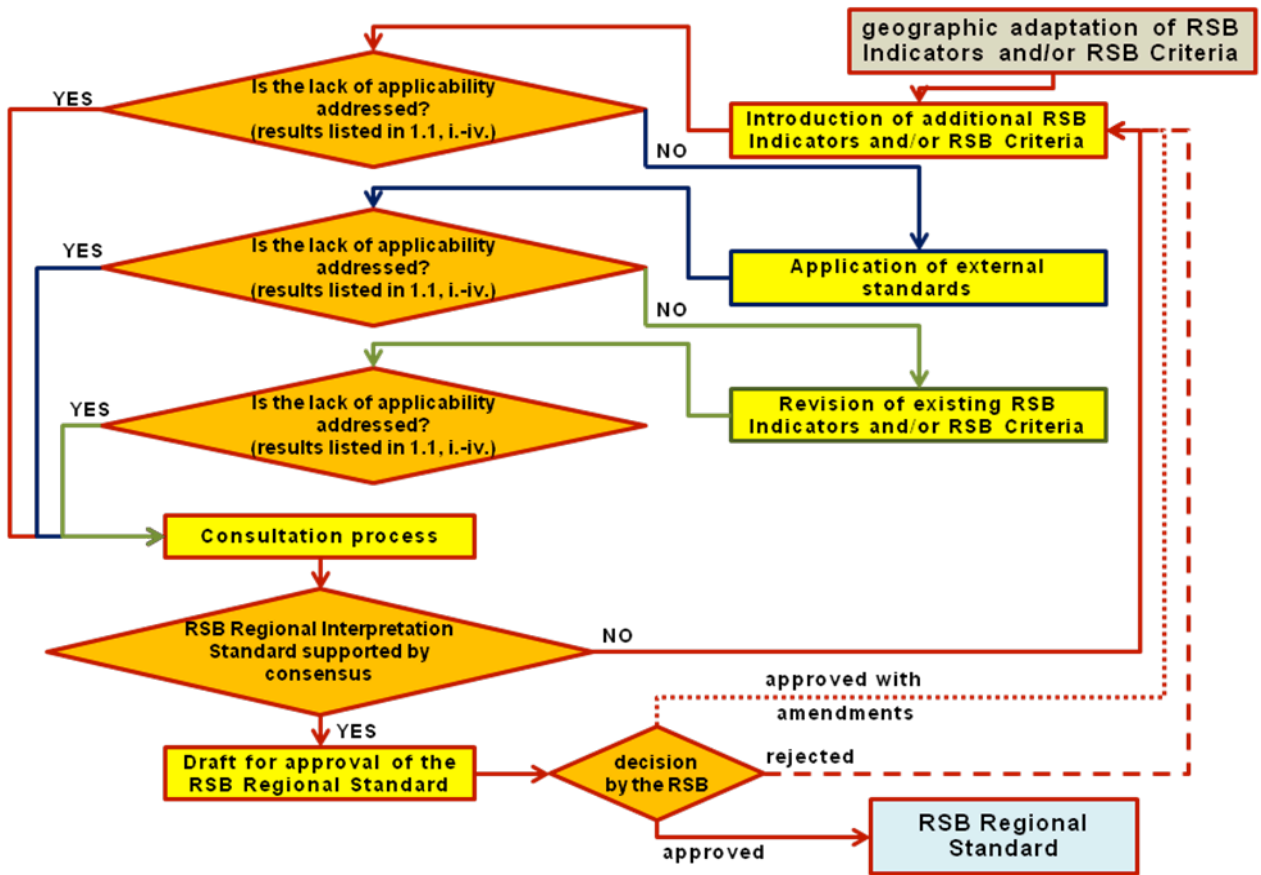 geographic adaptation of RSB
Indicators and/or RSB Criteria
Is the lack of applicability
addressed?
(results listed in 1.1, i.-iv.)
YES
NO
Introduction of additional RSB
Indicators and/or RSB Criteria
Is the lack of applicability
addressed?
(results listed in 1.1, i.-iv.)
YES
NO
Application of external
standards
Is the lack of applicability
addressed?
(results listed in 1.1, i.-iv.)
YES
Revision of existing RSB
Indicators and/or RSB Criteria
Consultation process
RSB Regional Interpretation
Standard supported by
consensus
NO
YES
Draft for approval of the
RSB Regional Standard
decision
by the RSB
approved with
amendments
rejected
approved
RSB Regional
Standard